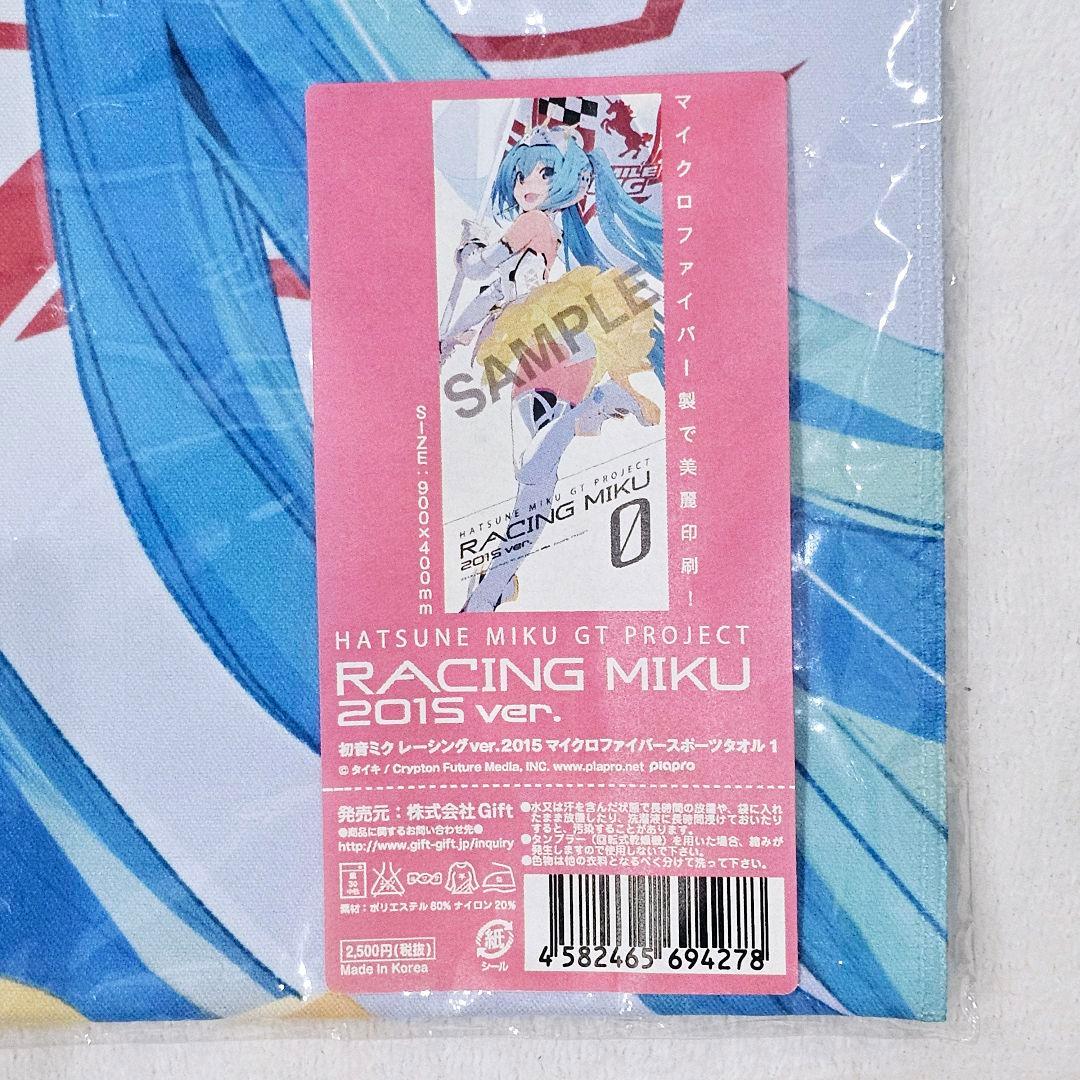 マイクロファイバー製で美麗印刷!
SIZE:900×400mm
SAMPLE
HATSUNE MIKU GT PROJECT
RACING MIKU
2015 ver.
0
HATSUNE MIKU GT PROJECT
RACING MIKU
2015 ver.
初音ミク レーシングver. 2015 マイクロファイバースポーツタオル 1
© タイキ / Crypton Future Media, INC. www.piapro.net piapro
発売元:株式会社Gift
●商品に関するお問い合わせ先●
http://www.gift-gift.jp/inquiry
●水又は汗を含んだ状態で長時間の放置や、袋に入れ
たまま放置したり、洗濯液に長時間浸けておいたり
すると、汚染することがあります。
●タンブラー(回転式乾燥機)を用いた場合、縮みが
発生しますので使用しないで下さい。
●色物は他の衣料となるべく分けて洗って下さい。
素材:ポリエステル80% ナイロン20%
2,500円(税抜)
Made in Korea
紙
シール
4 582465 694278